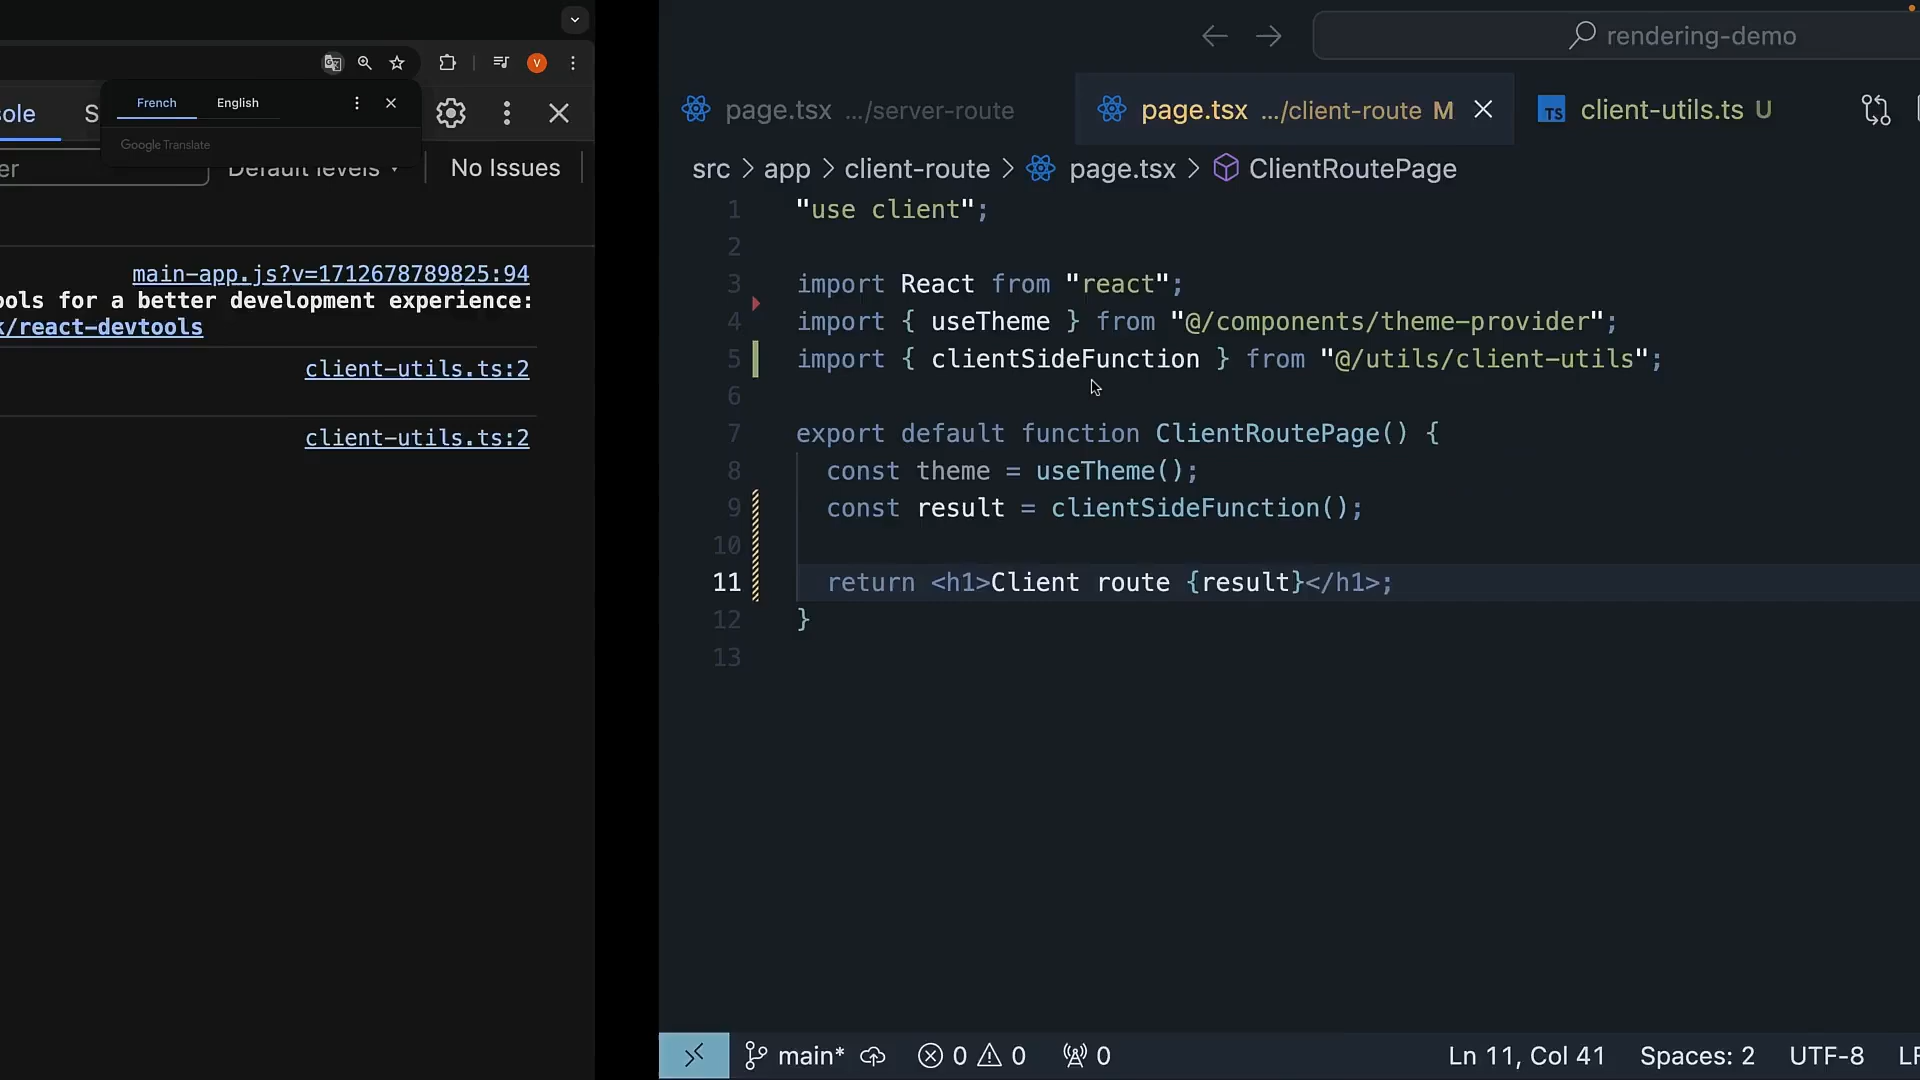 French English
Google Translate
ole S
er Default levels No Issues
main-app.js?v=1712678789825:94
ols for a better development experience:
k/react-devtools
client-utils.ts:2
client-utils.ts:2
V
rendering-demo
page.tsx .../server-route page.tsx .../client-route M TS client-utils.ts U
src > app > client-route > page.tsx > ClientRoutePage
1 "use client";
2
3 import React from "react";
4 import { useTheme } from "@/components/theme-provider";
5 import { clientSideFunction } from "@/utils/client-utils";
6
7 export default function ClientRoutePage() {
8 const theme = useTheme();
9 const result = clientSideFunction();
10
11 return <h1>Client route {result}</h1>;
12 }
13
main* 0 0 0 Ln 11, Col 41 Spaces: 2 UTF-8 LF